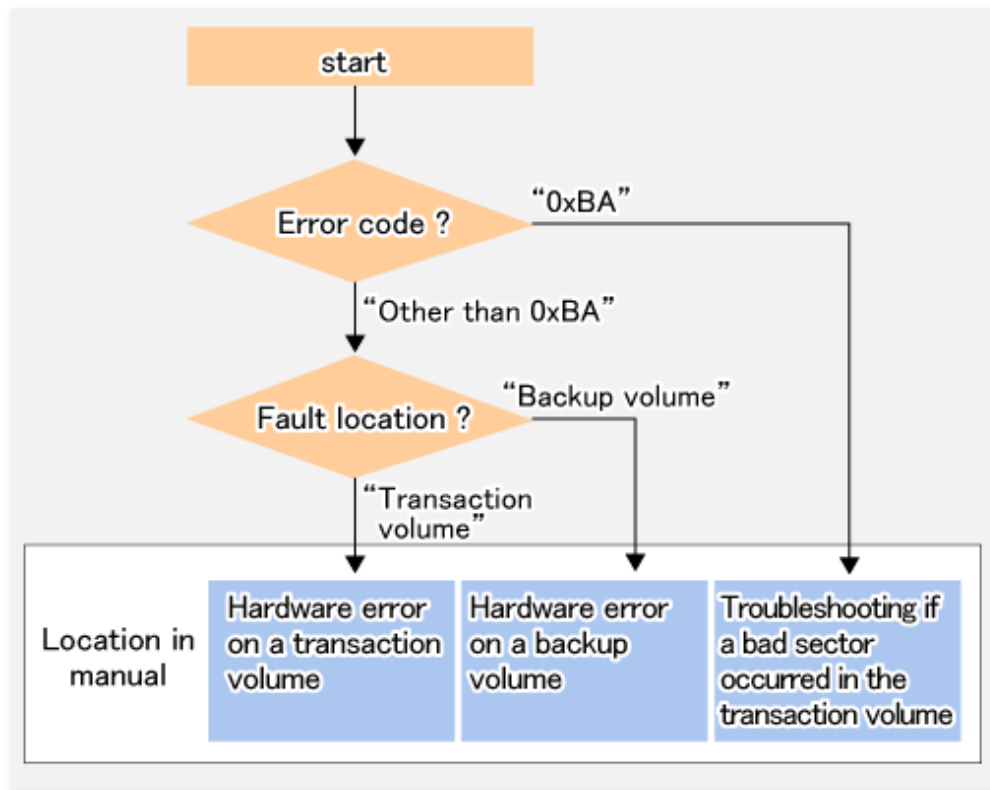 start
Error code ?
“0xBA”
“Other than 0xBA”
Fault location ?
“Backup volume”
“Transaction
volume”
Location in
manual
Hardware error
on a transaction
volume
Hardware error
on a backup
volume
Troubleshooting if
a bad sector
occurred in the
transaction volume